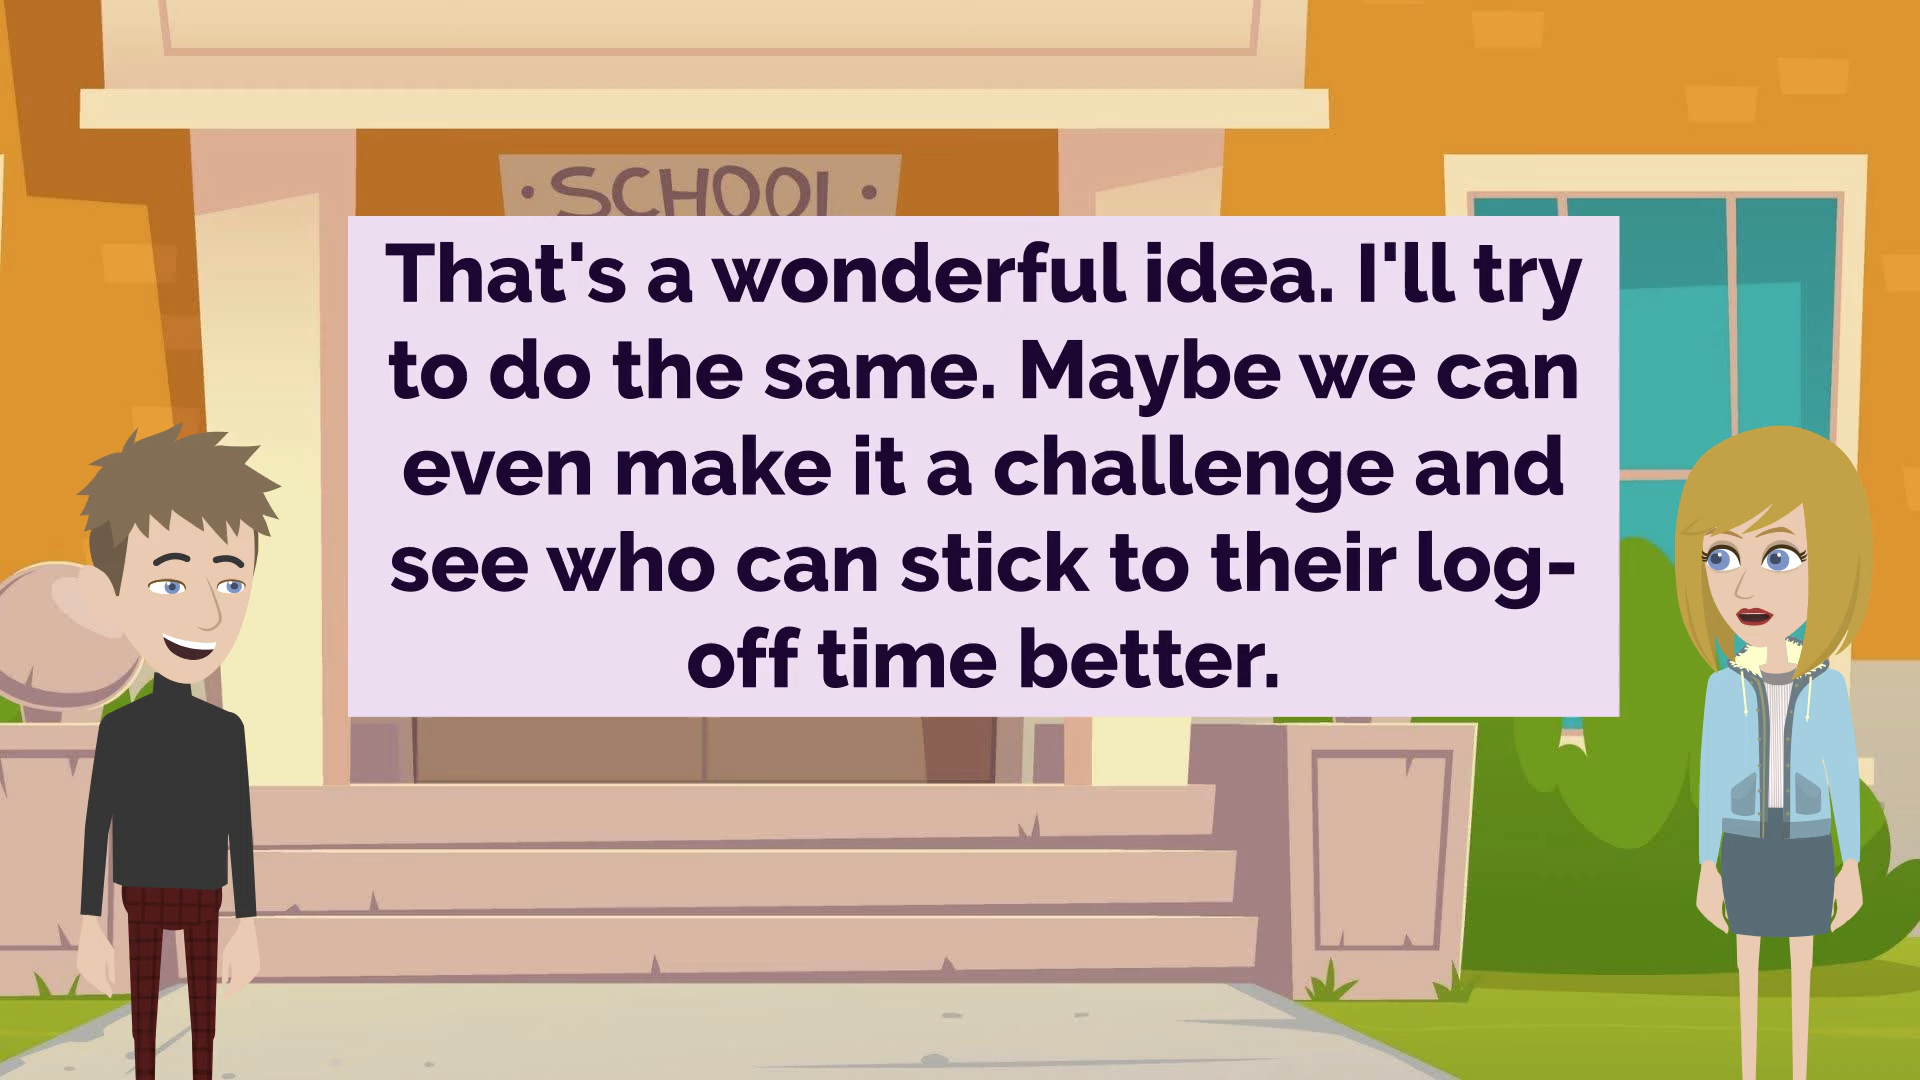 • SCHOOL •
That's a wonderful idea. I'll try
to do the same. Maybe we can
even make it a challenge and
see who can stick to their log-
off time better.